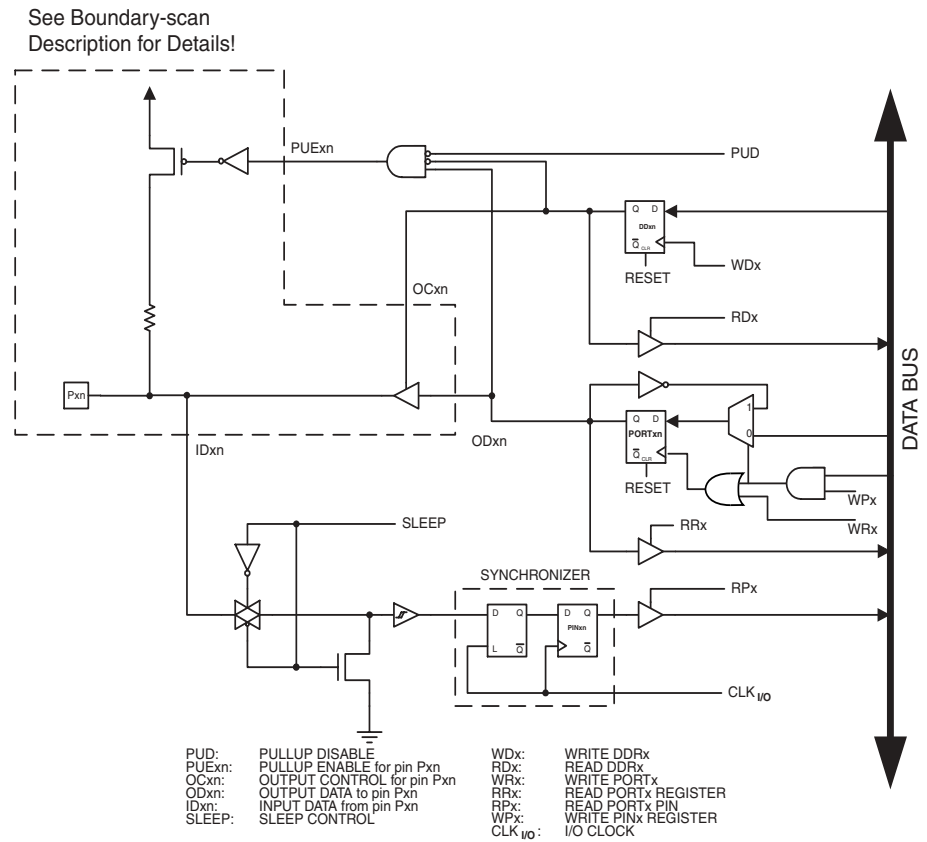 See Boundary-scan
Description for Details!
PUExn
PUD
Q D
DDxn
Q CLR
WDx
RESET
OCxn
RDx
Pxn
1
Q D
PORTxn
0
Q CLR
ODxn
IDxn
RESET
WPx
WRx
SLEEP
RRx
SYNCHRONIZER
RPx
D Q
D Q
PINxn
L Q
Q
CLK I/O
DATA BUS
PUD: PULLUP DISABLE
PUExn: PULLUP ENABLE for pin Pxn
OCxn: OUTPUT CONTROL for pin Pxn
ODxn: OUTPUT DATA to pin Pxn
IDxn: INPUT DATA from pin Pxn
SLEEP: SLEEP CONTROL
WDx: WRITE DDRx
RDx: READ DDRx
WRx: WRITE PORTx
RRx: READ PORTx REGISTER
RPx: READ PORTx PIN
WPx: WRITE PINx REGISTER
CLK I/O: I/O CLOCK